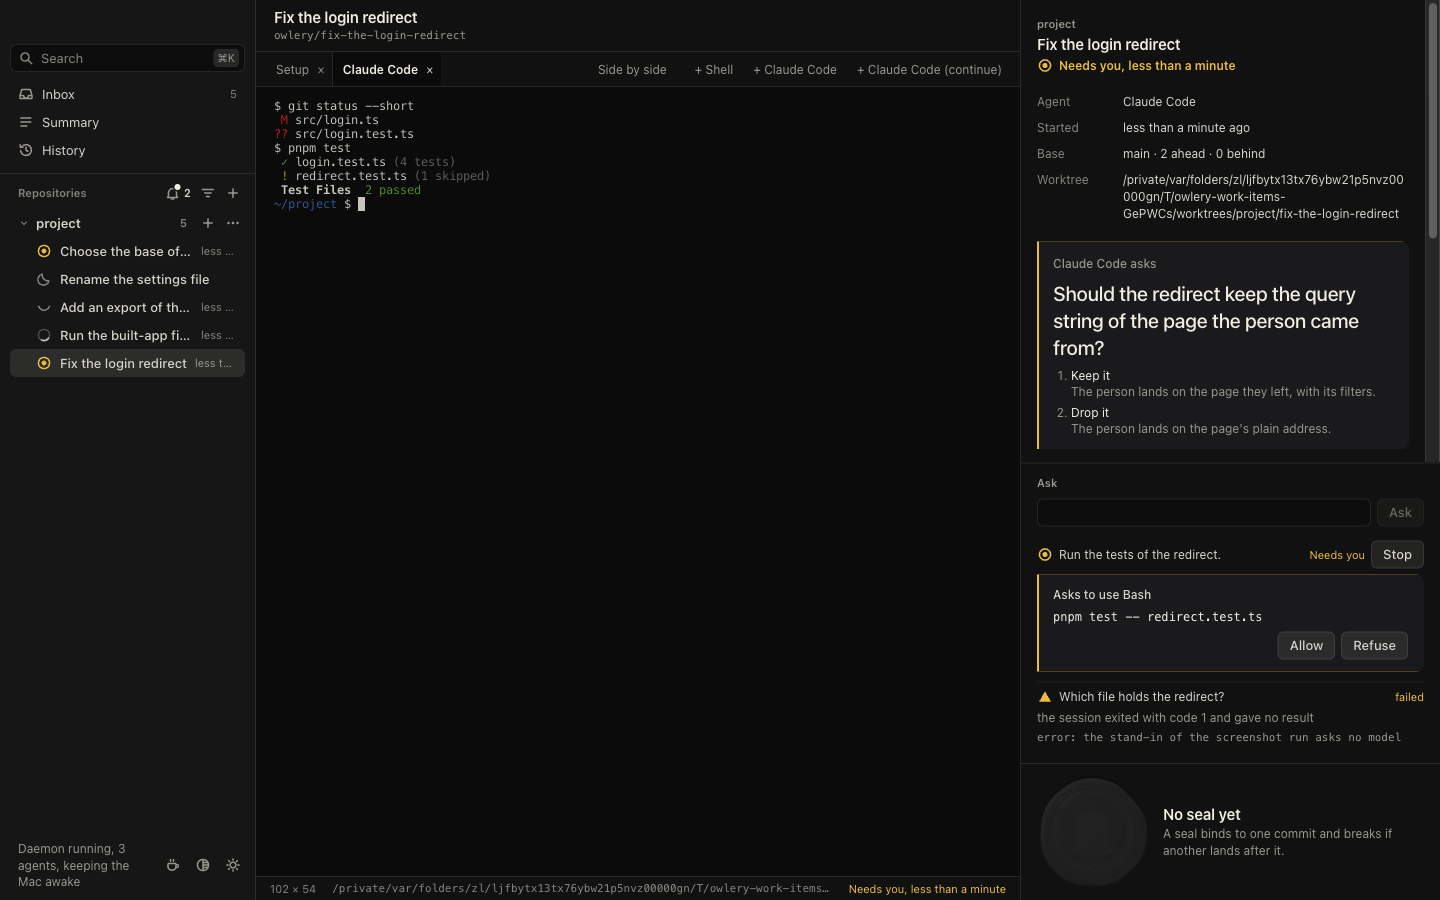 Search ⌘K
Inbox 5
Summary
History
Repositories 2
project 5
Choose the base of... less ...
Rename the settings file
Add an export of th... less ...
Run the built-app fi... less ...
Fix the login redirect less t...
Daemon running, 3
agents, keeping the
Mac awake
Fix the login redirect
owlery/fix-the-login-redirect
Setup × Claude Code × Side by side + Shell + Claude Code + Claude Code (continue)
$ git status --short
M src/login.ts
?? src/login.test.ts
$ pnpm test
✓ login.test.ts (4 tests)
! redirect.test.ts (1 skipped)
Test Files 2 passed
~/project $
102 × 54 /private/var/folders/zl/ljfbytx13tx76ybw21p5nvz00000gn/T/owlery-work-items… Needs you, less than a minute
project
Fix the login redirect
Needs you, less than a minute
Agent Claude Code
Started less than a minute ago
Base main · 2 ahead · 0 behind
Worktree /private/var/folders/zl/ljfbytx13tx76ybw21p5nvz00
000gn/T/owlery-work-items-
GePWCs/worktrees/project/fix-the-login-redirect
Claude Code asks
Should the redirect keep the query
string of the page the person came
from?
1. Keep it
The person lands on the page they left, with its filters.
2. Drop it
The person lands on the page's plain address.
Ask
Ask
Run the tests of the redirect. Needs you Stop
Asks to use Bash
pnpm test -- redirect.test.ts
Allow Refuse
Which file holds the redirect? failed
the session exited with code 1 and gave no result
error: the stand-in of the screenshot run asks no model
No seal yet
A seal binds to one commit and breaks if
another lands after it.